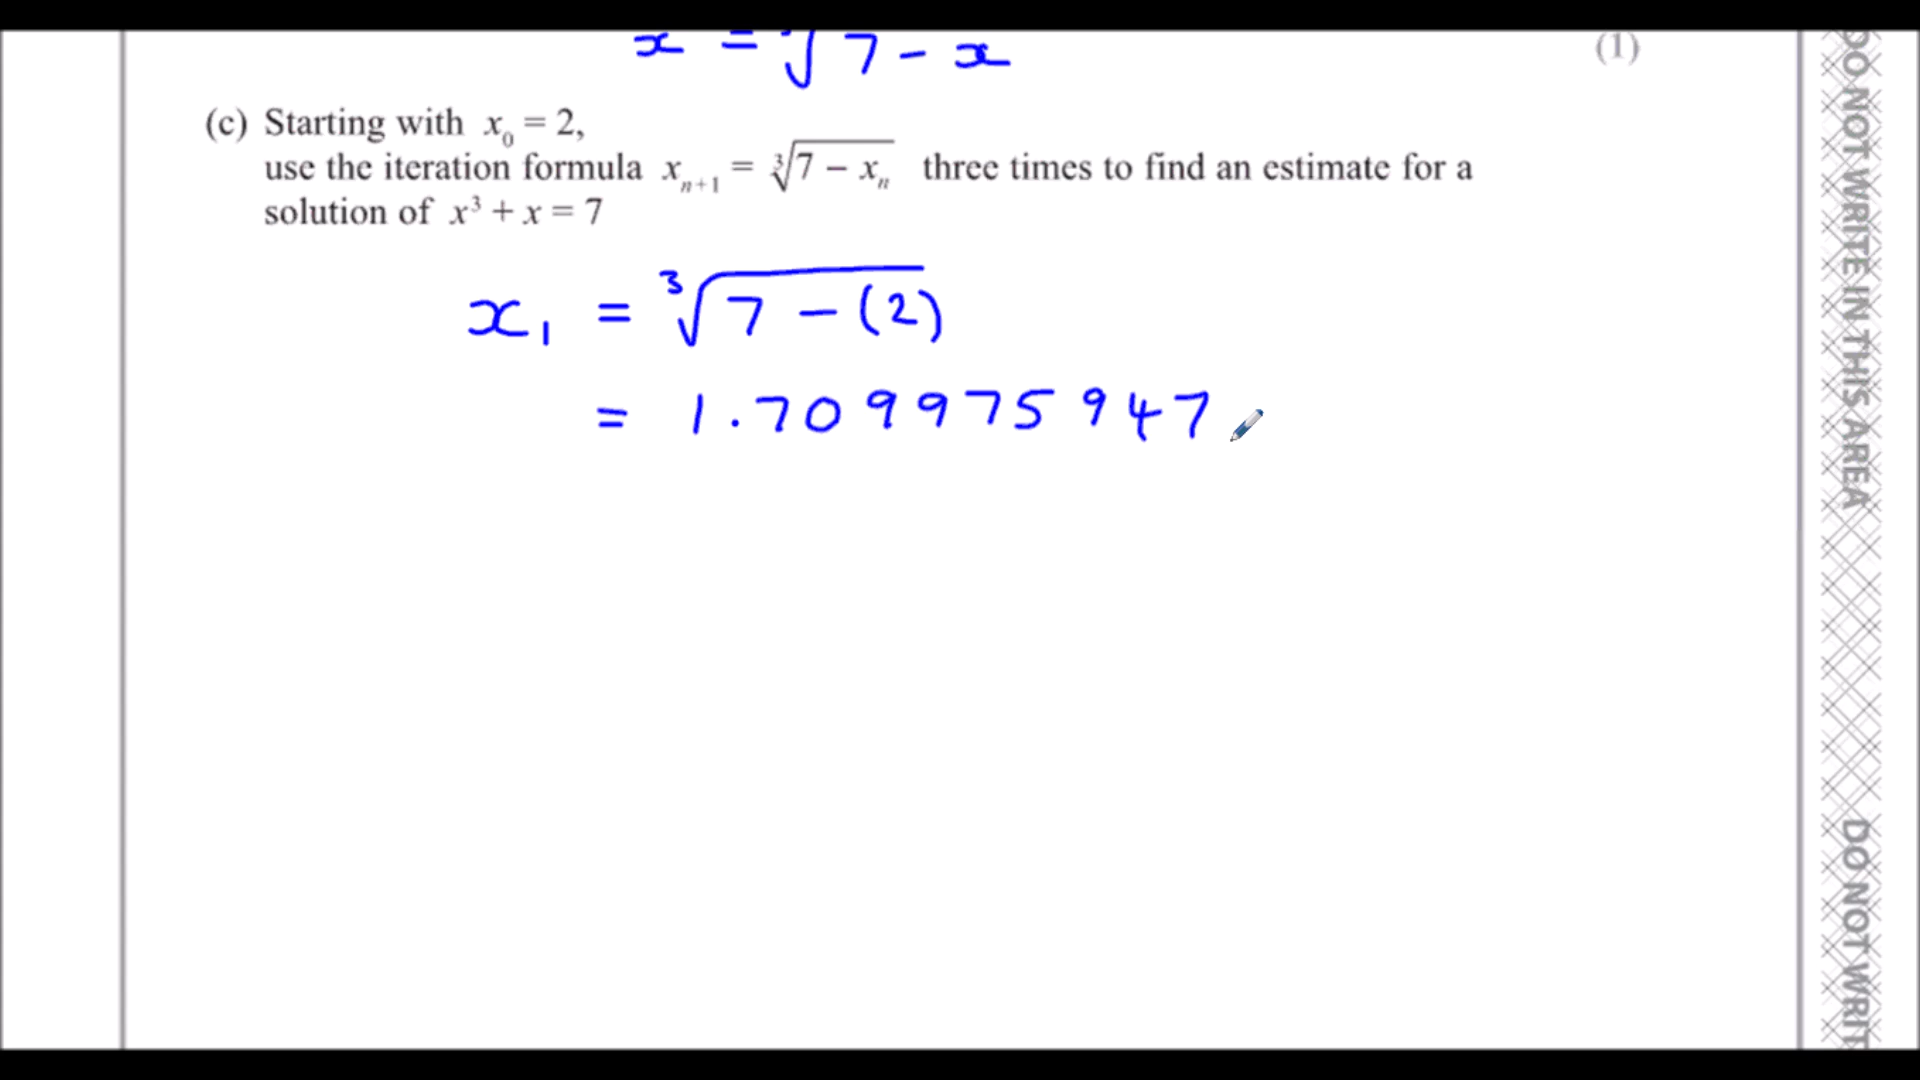 x = ∛7 - x
(1)
(c) Starting with x₀ = 2,
use the iteration formula xₙ₊₁ = ∛(7 − xₙ) three times to find an estimate for a
solution of x³ + x = 7
x₁ = ∛7 - (2)
= 1.709975947
DO NOT WRITE IN THIS AREA
DO NOT WRIT